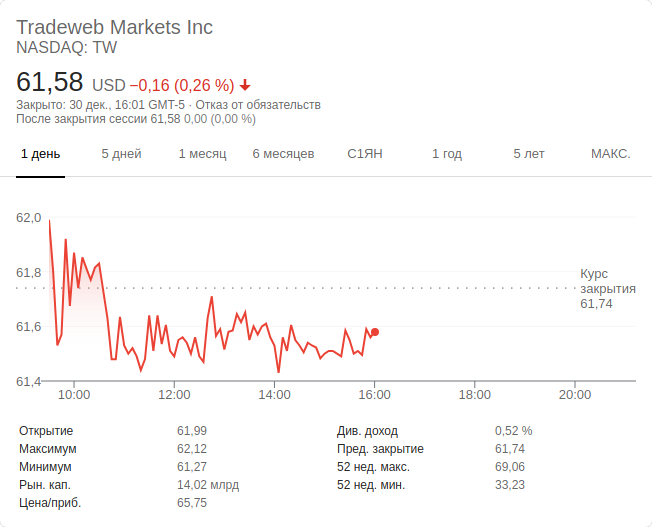 Tradeweb Markets Inc
NASDAQ: TW
61,58 USD −0,16 (0,26 %)
Закрыто: 30 дек., 16:01 GMT-5 · Отказ от обязательств
После закрытия сессии 61,58 0,00 (0,00 %)
1 день 5 дней 1 месяц 6 месяцев С1ЯН 1 год 5 лет МАКС.
62,0
61,8
Курс
закрытия
61,74
61,6
61,4
10:00 12:00 14:00 16:00 18:00 20:00
Открытие 61,99 Див. доход 0,52 %
Максимум 62,12 Пред. закрытие 61,74
Минимум 61,27 52 нед. макс. 69,06
Рын. кап. 14,02 млрд 52 нед. мин. 33,23
Цена/приб. 65,75